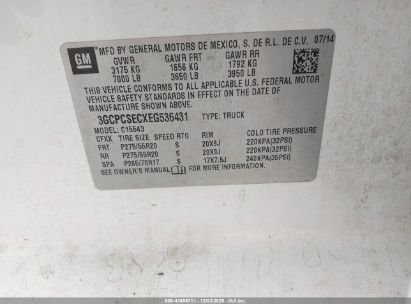 GM
MFD BY GENERAL MOTORS DE MEXICO, S. DE R.L. DE C.V. 07/14
GVWR GAWR FRT GAWR RR
3175 KG 1656 KG 1792 KG
7000 LB 3650 LB 3950 LB
THIS VEHICLE CONFORMS TO ALL APPLICABLE U.S. FEDERAL MOTOR
VEHICLE SAFETY STANDARDS IN EFFECT ON THE DATE OF
MANUFACTURE SHOWN ABOVE.
3GCPCSECXEG536431 TYPE: TRUCK
MODEL: C15543
CFXX TIRE SIZE SPEED RTG RIM COLD TIRE PRESSURE
FRT P275/55R20 S 20X9J 220KPA(32PSI)
RR P275/55R20 S 20X9J 220KPA(32PSI)
SPA P265/70R17 S 17X7.5J 240KPA(35PSI)
SEE OWNER'S MANUAL FOR MORE INFORMATION.